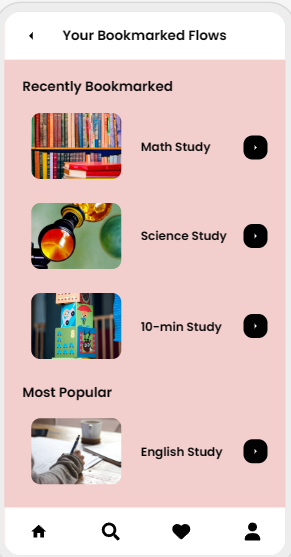 Your Bookmarked Flows
Recently Bookmarked
Math Study
Science Study
10-min Study
Most Popular
English Study